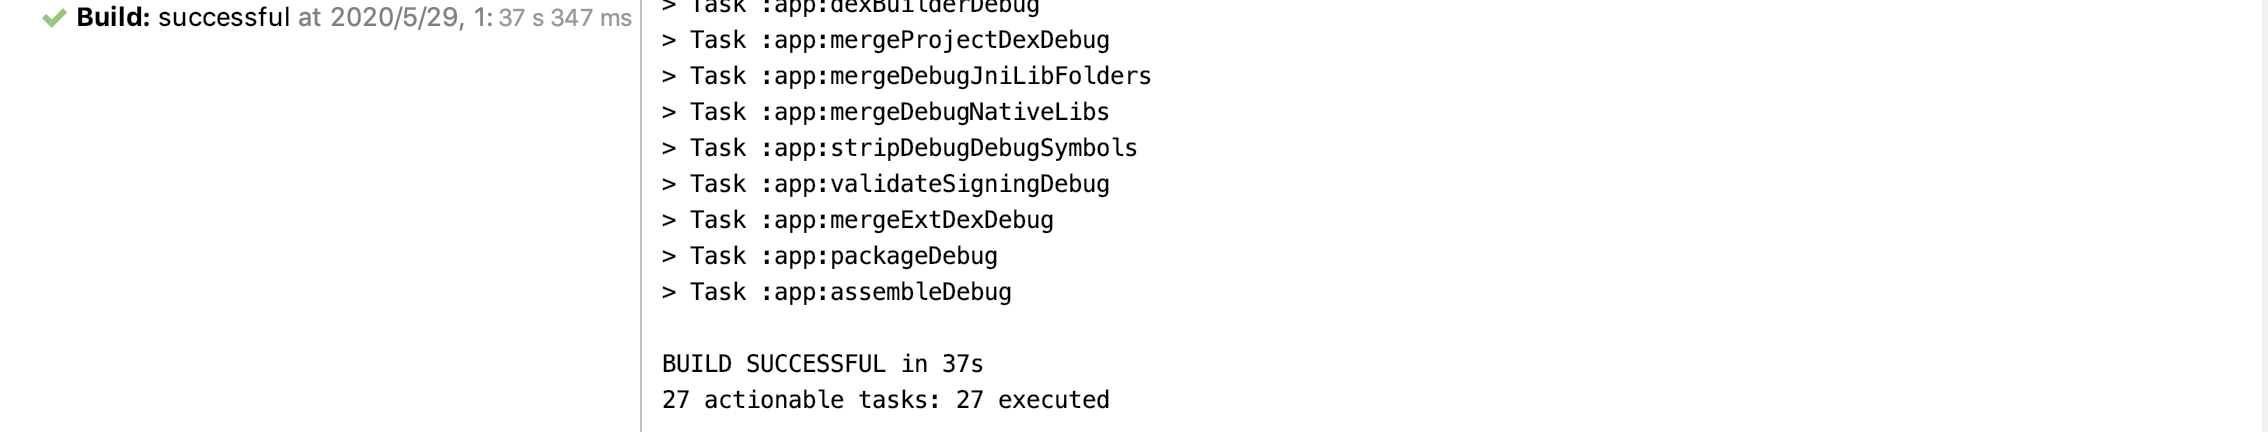 Build: successful at 2020/5/29, 1: 37 s 347 ms
> Task :app:dexBuilderDebug
> Task :app:mergeProjectDexDebug
> Task :app:mergeDebugJniLibFolders
> Task :app:mergeDebugNativeLibs
> Task :app:stripDebugDebugSymbols
> Task :app:validateSigningDebug
> Task :app:mergeExtDexDebug
> Task :app:packageDebug
> Task :app:assembleDebug
BUILD SUCCESSFUL in 37s
27 actionable tasks: 27 executed